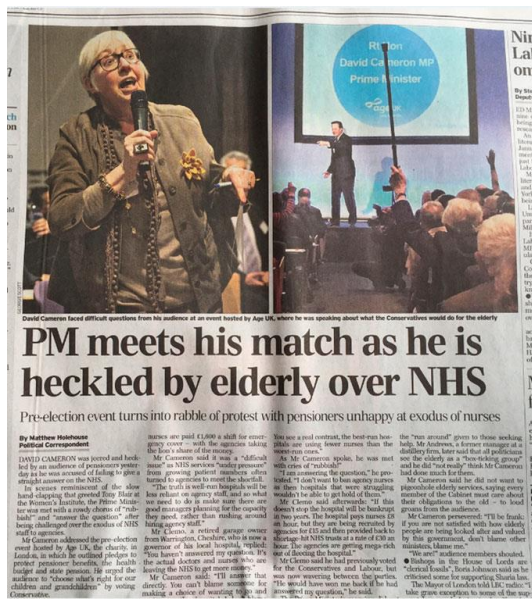 Rt Hon
David Cameron MP
Prime Minister
age UK
David Cameron faced difficult questions from his audience at an event hosted by Age UK, where he was speaking about what the Conservatives would do for the elderly
PM meets his match as he is
heckled by elderly over NHS
Pre-election event turns into rabble of protest with pensioners unhappy at exodus of nurses
By Matthew Holehouse
Political Correspondent
DAVID CAMERON was jeered and heck-
led by an audience of pensioners yester-
day as he was accused of failing to give a
straight answer on the NHS.
In scenes reminiscent of the slow
hand-clapping that greeted Tony Blair at
the Women's Institute, the Prime Minis-
ter was met with a rowdy chorus of "rub-
bish" and "answer the question" after
being challenged over the exodus of NHS
staff to agencies.
Mr Cameron addressed the pre-election
event hosted by Age UK, the charity, in
London, in which he outlined pledges to
protect pensioner benefits, the health
budget and state pension. He urged the
audience to "choose what's right for our
children and grandchildren" by voting
Conservative.
nurses are paid £1,800 a shift for emer-
gency cover – with the agencies taking
the lion's share of the money.
Mr Cameron said it was a "difficult
issue" as NHS services "under pressure"
from growing patient numbers often
turned to agencies to meet the shortfall.
"The truth is well-run hospitals will be
less reliant on agency staff, and so what
we need to do is make sure there are
good managers planning for the capacity
they need, rather than rushing around
hiring agency staff."
Mr Clemo, a retired garage owner
from Warrington, Cheshire, who is now a
governor of his local hospital, replied:
"You haven't answered my question. It's
the actual doctors and nurses who are
leaving the NHS to get more money."
Mr Cameron said: "I'll answer that
directly. You can't blame someone for
making a choice of wanting to go and
You see a real contrast, the best-run hos-
pitals are using fewer nurses than the
worst-run ones."
As Mr Cameron spoke, he was met
with cries of "rubbish".
"I am answering the question," he pro-
tested. "I don't want to ban agency nurses
as then hospitals that were struggling
wouldn't be able to get hold of them."
Mr Clemo said afterwards: "If this
doesn't stop the hospital will be bankrupt
in two years. The hospital pays nurses £13
an hour, but they are being recruited by
agencies for £15 and then provided back to
shortage-hit NHS trusts at a rate of £30 an
hour. The agencies are getting mega-rich
out of fleecing the hospital."
Mr Clemo said he had previously voted
for the Conservatives and Labour, but
was now wavering between the parties.
"He would have won me back if he had
answered my question," he said.
the "run around" given to those seeking
help. Mr Andrews, a former manager at a
distillery firm, later said that all politicians
see the elderly as a "box-ticking group"
and he did "not really" think Mr Cameron
had done much for them.
Mr Cameron said he did not want to
pigeonhole elderly services, saying every
member of the Cabinet must care about
their obligations to the old – to loud
groans from the audience.
Mr Cameron persevered: "I'll be frank:
if you are not satisfied with how elderly
people are being looked after and valued
by this government, don't blame other
ministers, blame me."
"We are!" audience members shouted.
Bishops in the House of Lords are
"clerical fluffs", Boris Johnson said as he
criticised some for supporting Sharia law.
The Mayor of London told LBC radio: "I
take grave exception to some of the